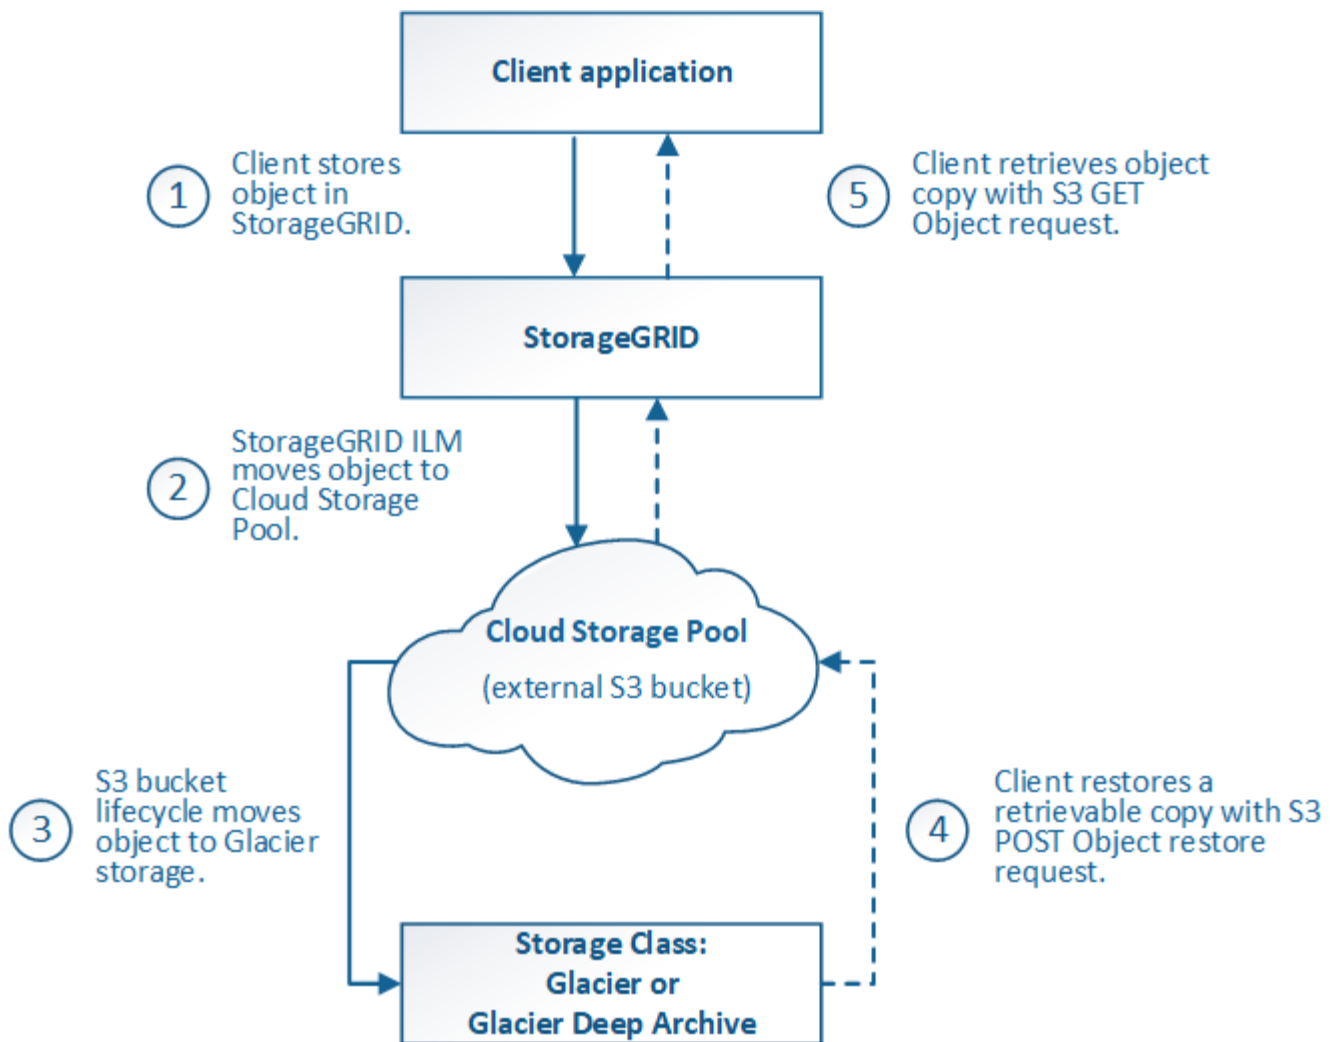 Client application
1
Client stores
object in
StorageGRID.
5
Client retrieves object
copy with S3 GET
Object request.
StorageGRID
2
StorageGRID ILM
moves object to
Cloud Storage
Pool.
Cloud Storage Pool
(external S3 bucket)
3
S3 bucket
lifecycle moves
object to Glacier
storage.
4
Client restores a
retrievable copy with S3
POST Object restore
request.
Storage Class:
Glacier or
Glacier Deep Archive